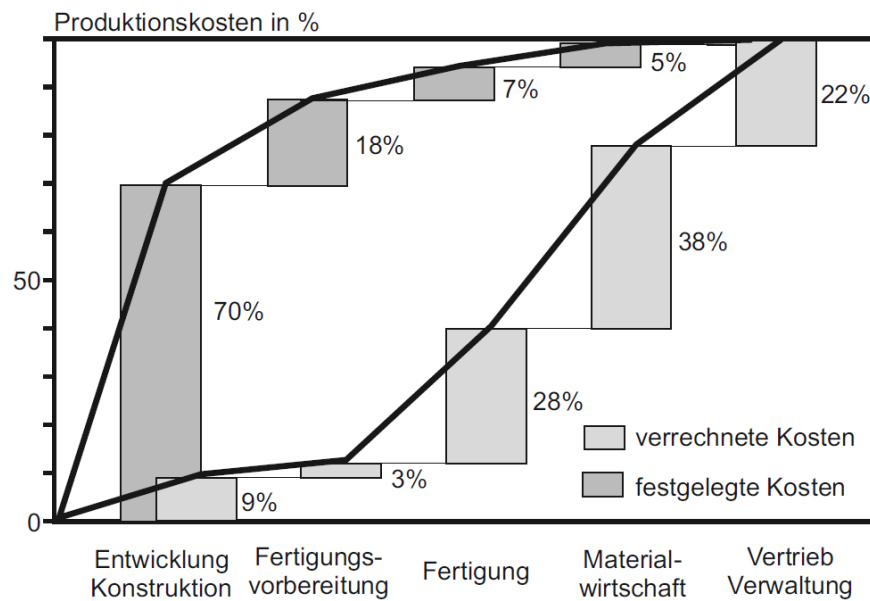 Produktionskosten in %
5%
7%
22%
18%
38%
50
70%
28%
verrechnete Kosten
3%
festgelegte Kosten
9%
0
Entwicklung
Konstruktion
Fertigungs-
vorbereitung
Fertigung
Material-
wirtschaft
Vertrieb
Verwaltung